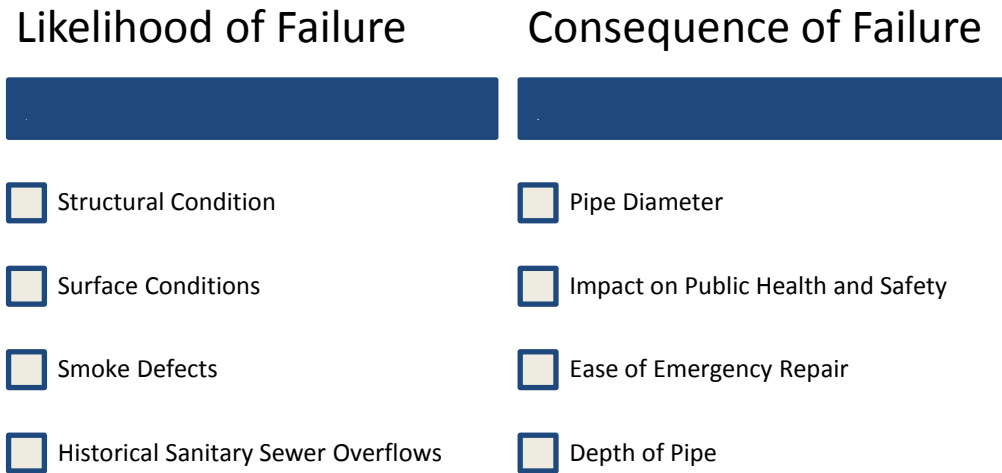 Likelihood of Failure
Structural Condition
Surface Conditions
Smoke Defects
Historical Sanitary Sewer Overflows
Consequence of Failure
Pipe Diameter
Impact on Public Health and Safety
Ease of Emergency Repair
Depth of Pipe